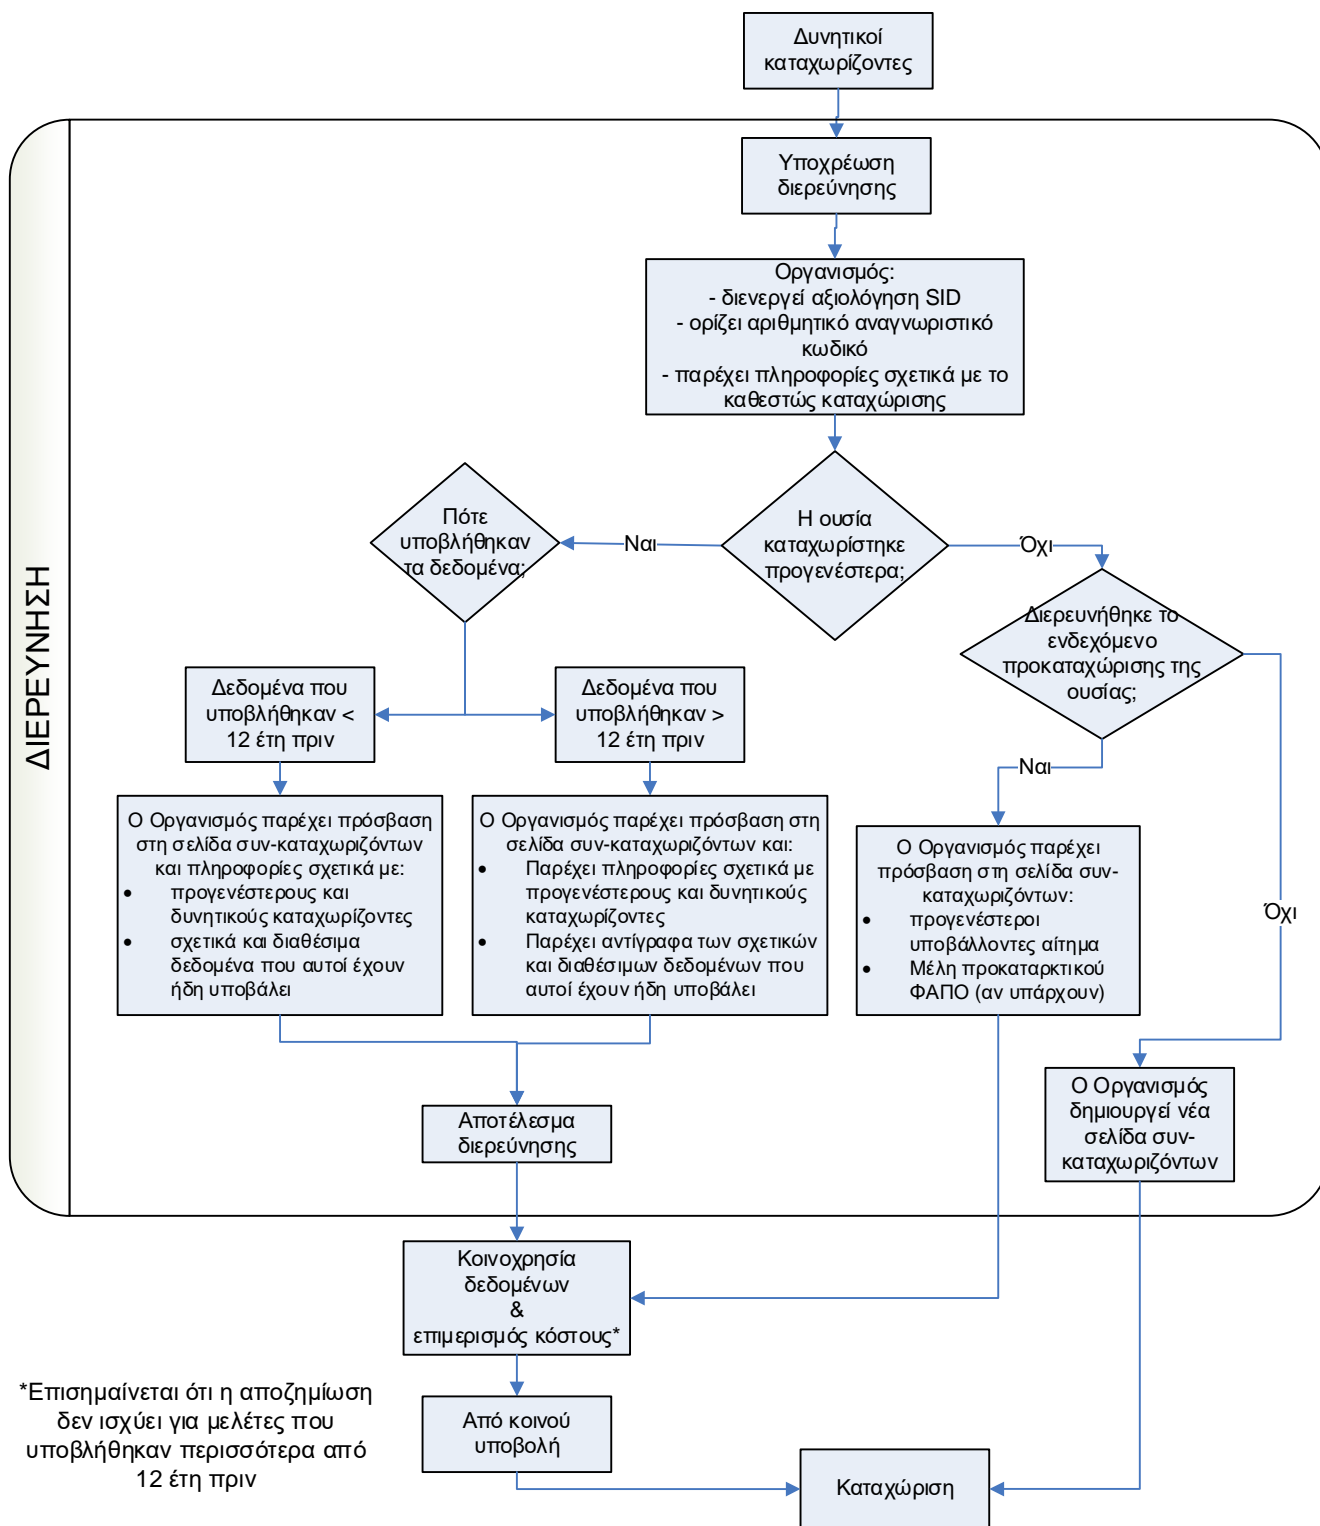 Δυνητικοί
καταχωρίζοντες
ΔΙΕΡΕΥΝΗΣΗ
Υποχρέωση
διερεύνησης
Οργανισμός:
- διενεργεί αξιολόγηση SID
- ορίζει αριθμητικό αναγνωριστικό
κωδικό
- παρέχει πληροφορίες σχετικά με το
καθεστώς καταχώρισης
Η ουσία
καταχωρίστηκε
προγενέστερα;
Ναι
Όχι
Πότε
υποβλήθηκαν
τα δεδομένα;
Διερευνήθηκε το
ενδεχόμενο
προκαταχώρισης της
ουσίας;
Δεδομένα που
υποβλήθηκαν <
12 έτη πριν
Δεδομένα που
υποβλήθηκαν >
12 έτη πριν
Ναι
Όχι
Ο Οργανισμός παρέχει πρόσβαση
στη σελίδα συν-καταχωριζόντων
και πληροφορίες σχετικά με:
• προγενέστερους και
δυνητικούς καταχωρίζοντες
• σχετικά και διαθέσιμα
δεδομένα που αυτοί έχουν
ήδη υποβάλει
Ο Οργανισμός παρέχει πρόσβαση στη
σελίδα συν-καταχωριζόντων και:
• Παρέχει πληροφορίες σχετικά με
προγενέστερους και δυνητικούς
καταχωρίζοντες
• Παρέχει αντίγραφα των σχετικών
και διαθέσιμων δεδομένων που
αυτοί έχουν ήδη υποβάλει
Ο Οργανισμός παρέχει
πρόσβαση στη σελίδα συν-
καταχωριζόντων:
• προγενέστεροι
υποβάλλοντες αίτημα
• Μέλη προκαταρκτικού
ΦΑΠΟ (αν υπάρχουν)
Ο Οργανισμός
δημιουργεί νέα
σελίδα συν-
καταχωριζόντων
Αποτέλεσμα
διερεύνησης
Κοινοχρησία
δεδομένων
&
επιμερισμός κόστους*
Από κοινού
υποβολή
Καταχώριση
*Επισημαίνεται ότι η αποζημίωση
δεν ισχύει για μελέτες που
υποβλήθηκαν περισσότερα από
12 έτη πριν